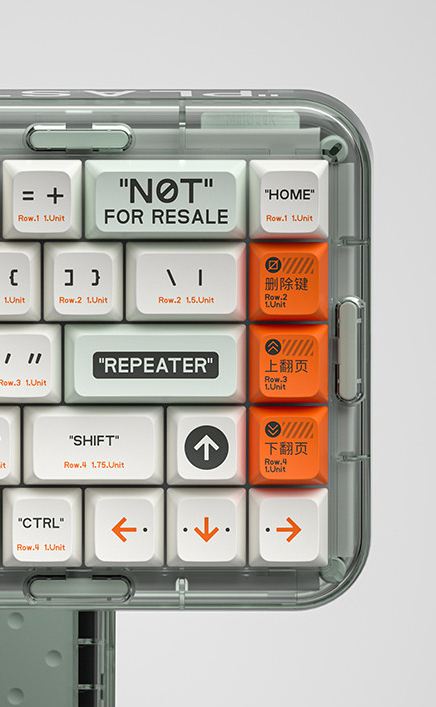 = +
Row.1 1.Unit
"NØT"
FOR RESALE
"HOME"
Row.1 1.Unit
{
1.Unit
] }
Row.2 1.Unit
\ |
Row.2 1.5.Unit
删除键
Row.2
1.Unit
' "
Row.3 1.Unit
"REPEATER"
上翻页
Row.3
1.Unit
"SHIFT"
Row.4 1.75.Unit
↑
下翻页
Row.4
1.Unit
"CTRL"
Row.4 1.Unit
← ·
· ↓ ·
· →